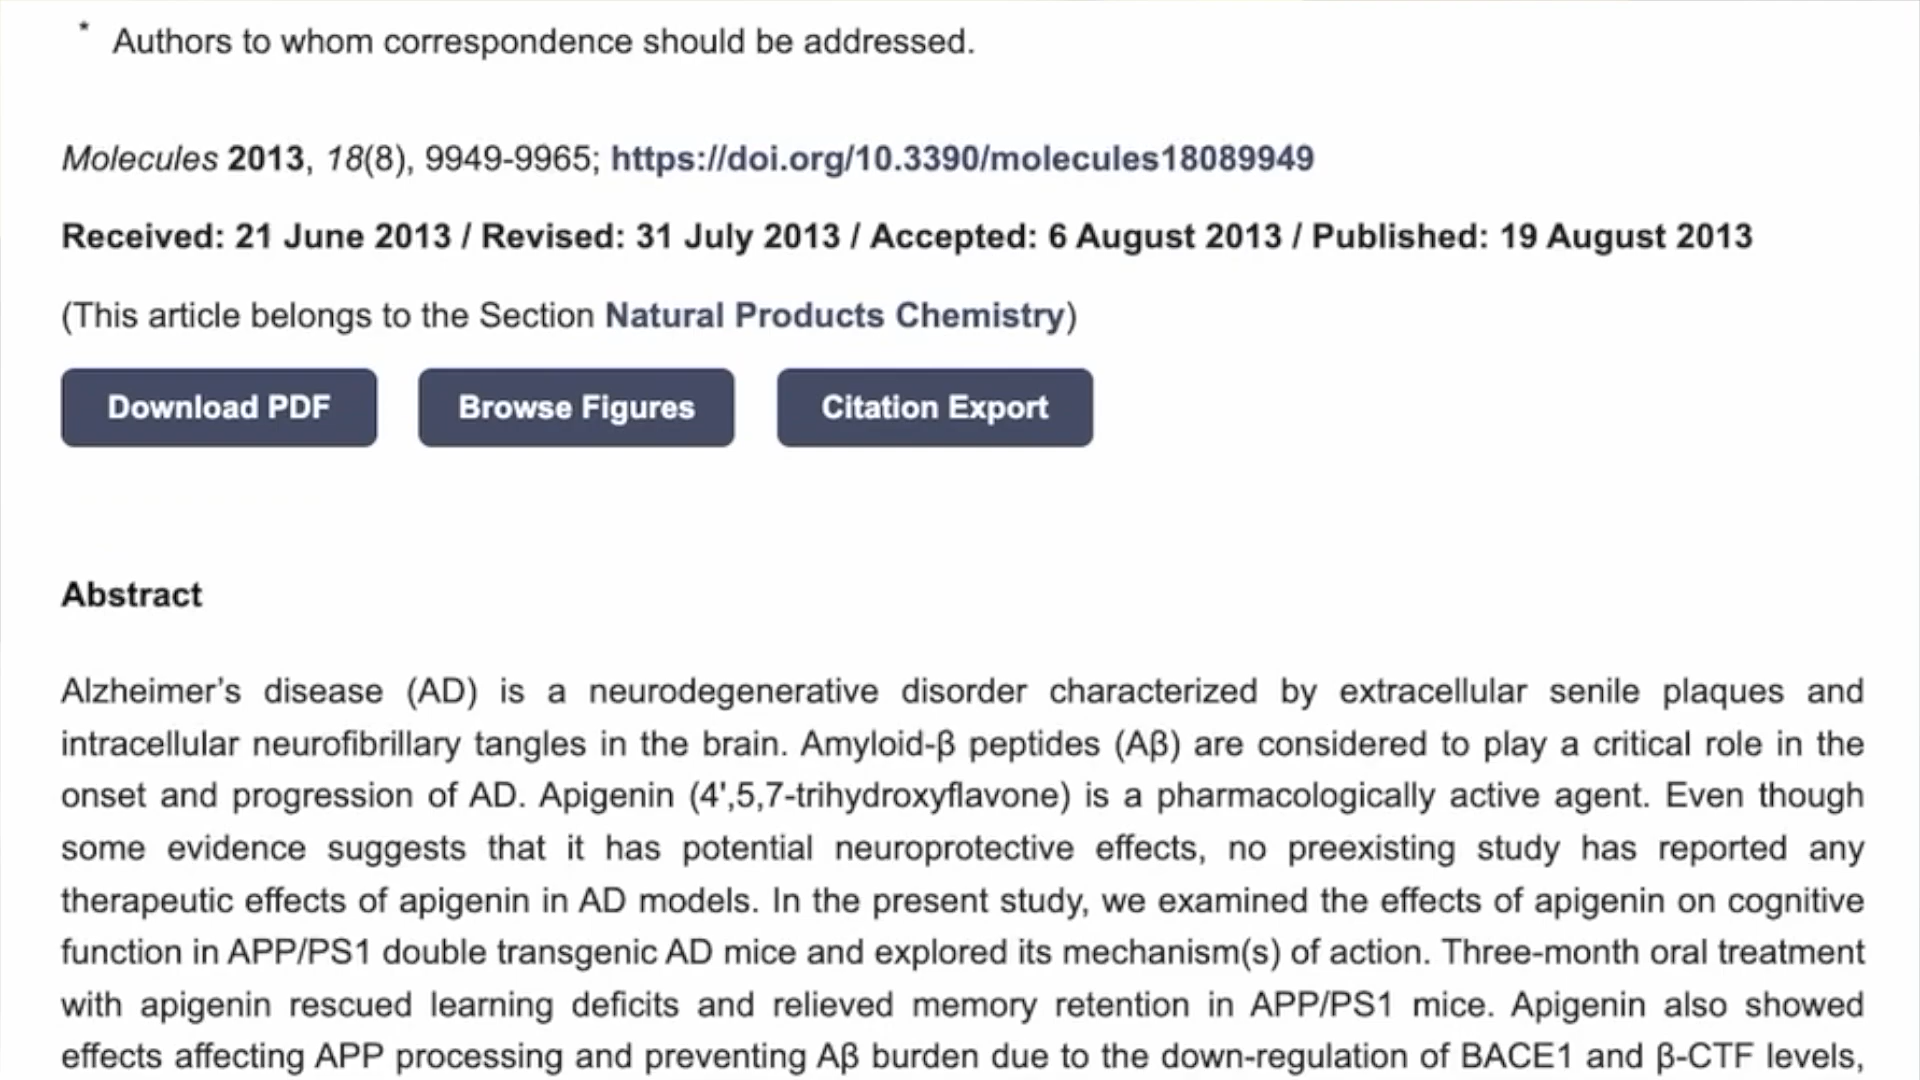 * Authors to whom correspondence should be addressed.
Molecules 2013, 18(8), 9949-9965; https://doi.org/10.3390/molecules18089949
Received: 21 June 2013 / Revised: 31 July 2013 / Accepted: 6 August 2013 / Published: 19 August 2013
(This article belongs to the Section Natural Products Chemistry)
Download PDF Browse Figures Citation Export
Abstract
Alzheimer’s disease (AD) is a neurodegenerative disorder characterized by extracellular senile plaques and
intracellular neurofibrillary tangles in the brain. Amyloid-β peptides (Aβ) are considered to play a critical role in the
onset and progression of AD. Apigenin (4',5,7-trihydroxyflavone) is a pharmacologically active agent. Even though
some evidence suggests that it has potential neuroprotective effects, no preexisting study has reported any
therapeutic effects of apigenin in AD models. In the present study, we examined the effects of apigenin on cognitive
function in APP/PS1 double transgenic AD mice and explored its mechanism(s) of action. Three-month oral treatment
with apigenin rescued learning deficits and relieved memory retention in APP/PS1 mice. Apigenin also showed
effects affecting APP processing and preventing Aβ burden due to the down-regulation of BACE1 and β-CTF levels,